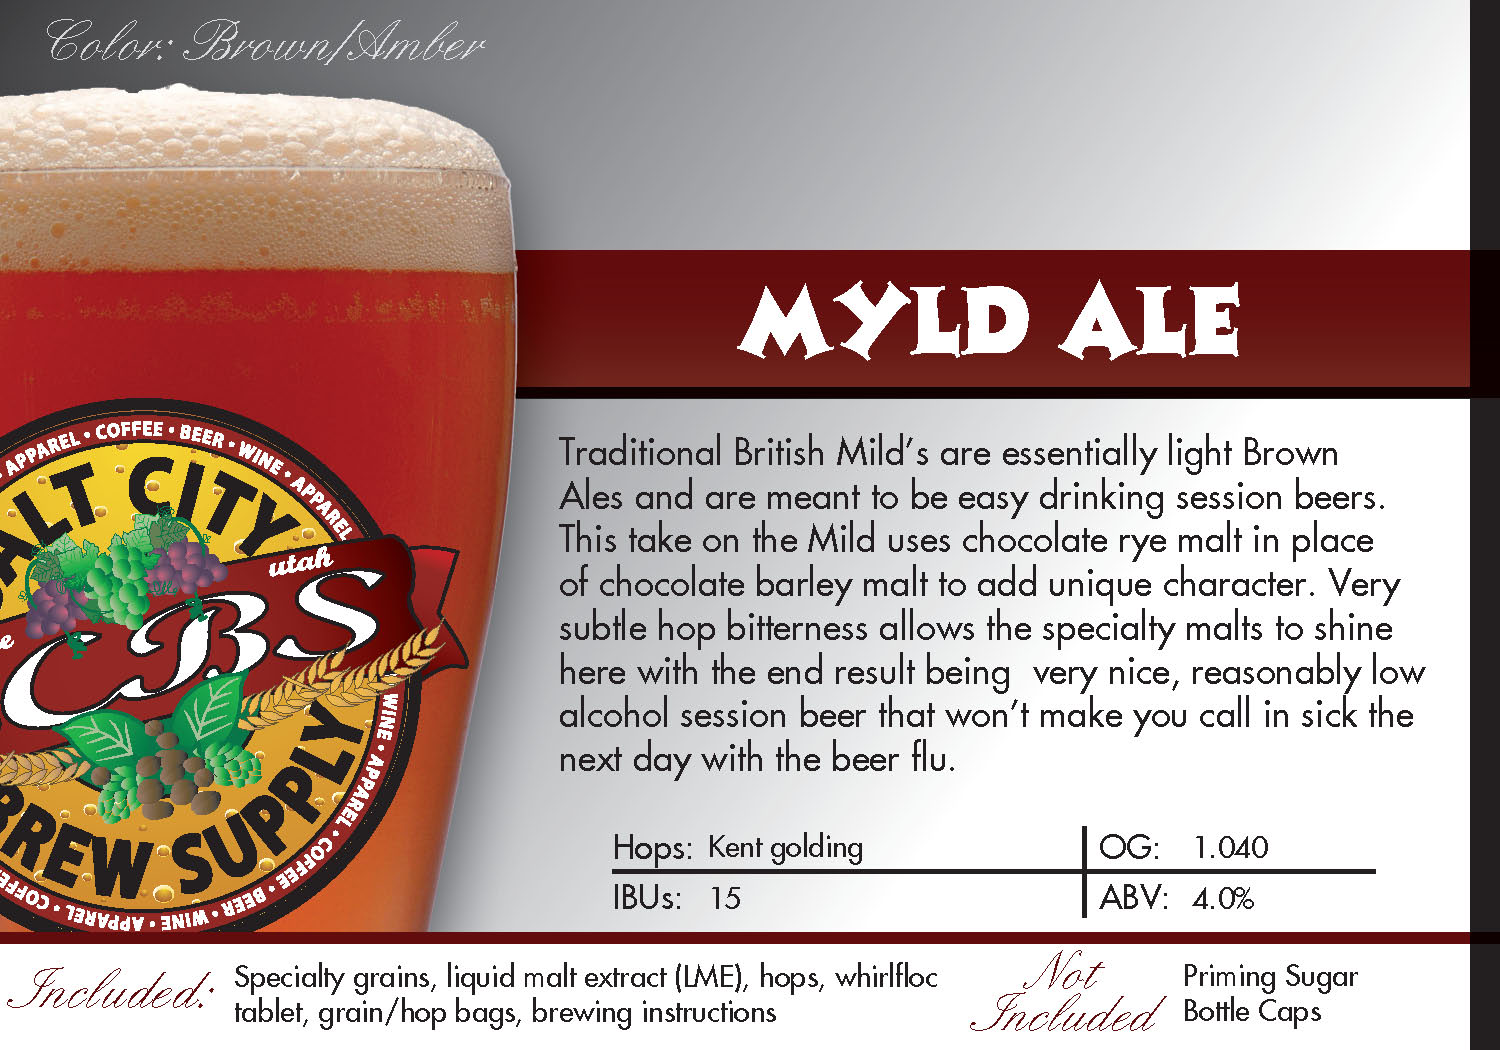 Color: Brown/Amber
MYLD ALE
Traditional British Mild's are essentially light Brown
Ales and are meant to be easy drinking session beers.
This take on the Mild uses chocolate rye malt in place
of chocolate barley malt to add unique character. Very
subtle hop bitterness allows the specialty malts to shine
here with the end result being very nice, reasonably low
alcohol session beer that won't make you call in sick the
next day with the beer flu.
Hops: Kent golding
OG: 1.040
IBUs: 15
ABV: 4.0%
APPAREL • COFFEE • BEER • WINE • APPAREL
ALT CITY
utah
CBS
BREW SUPPLY
WINE • APPAREL • COFFEE • BEER • WINE • APPAREL • COFFEE
Included: Specialty grains, liquid malt extract (LME), hops, whirlfloc
tablet, grain/hop bags, brewing instructions
Not
Included
Priming Sugar
Bottle Caps